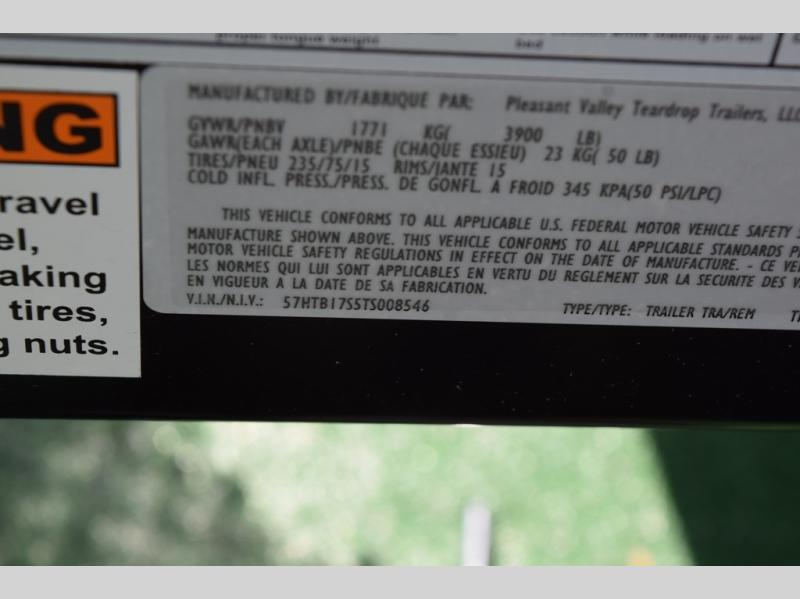 proper tongue weight
bed
NG
ravel
el,
aking
tires,
g nuts.
MANUFACTURED BY/FABRIQUE PAR: Pleasant Valley Teardrop Trailers, LLC
GVWR/PNBV 1771 KG( 3900 LB)
GAWR(EACH AXLE)/PNBE (CHAQUE ESSIEU) 23 KG( 50 LB)
TIRES/PNEU 235/75/15 RIMS/JANTE 15
COLD INFL. PRESS./PRESS. DE GONFL. A FROID 345 KPA(50 PSI/LPC)
THIS VEHICLE CONFORMS TO ALL APPLICABLE U.S. FEDERAL MOTOR VEHICLE SAFETY
MANUFACTURE SHOWN ABOVE. THIS VEHICLE CONFORMS TO ALL APPLICABLE STANDARDS
MOTOR VEHICLE SAFETY REGULATIONS IN EFFECT ON THE DATE OF MANUFACTURE. - CE
LES NORMES QUI LUI SONT APPLICABLES EN VERTU DU REGLEMENT SUR LA SECURITE DES
EN VIGUEUR A LA DATE DE SA FABRICATION.
V.I.N./N.I.V.: 57HTB17S5TS008546 TYPE/TYPE: TRAILER TRA/REM